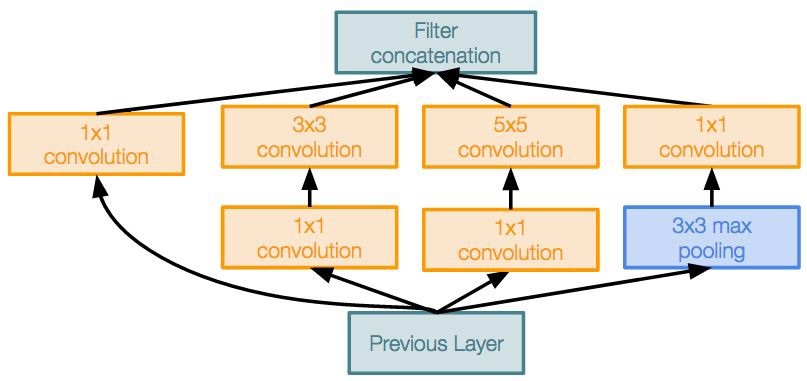 Filter
concatenation
1x1
convolution
3x3
convolution
5x5
convolution
1x1
convolution
1x1
convolution
1x1
convolution
3x3 max
pooling
Previous Layer